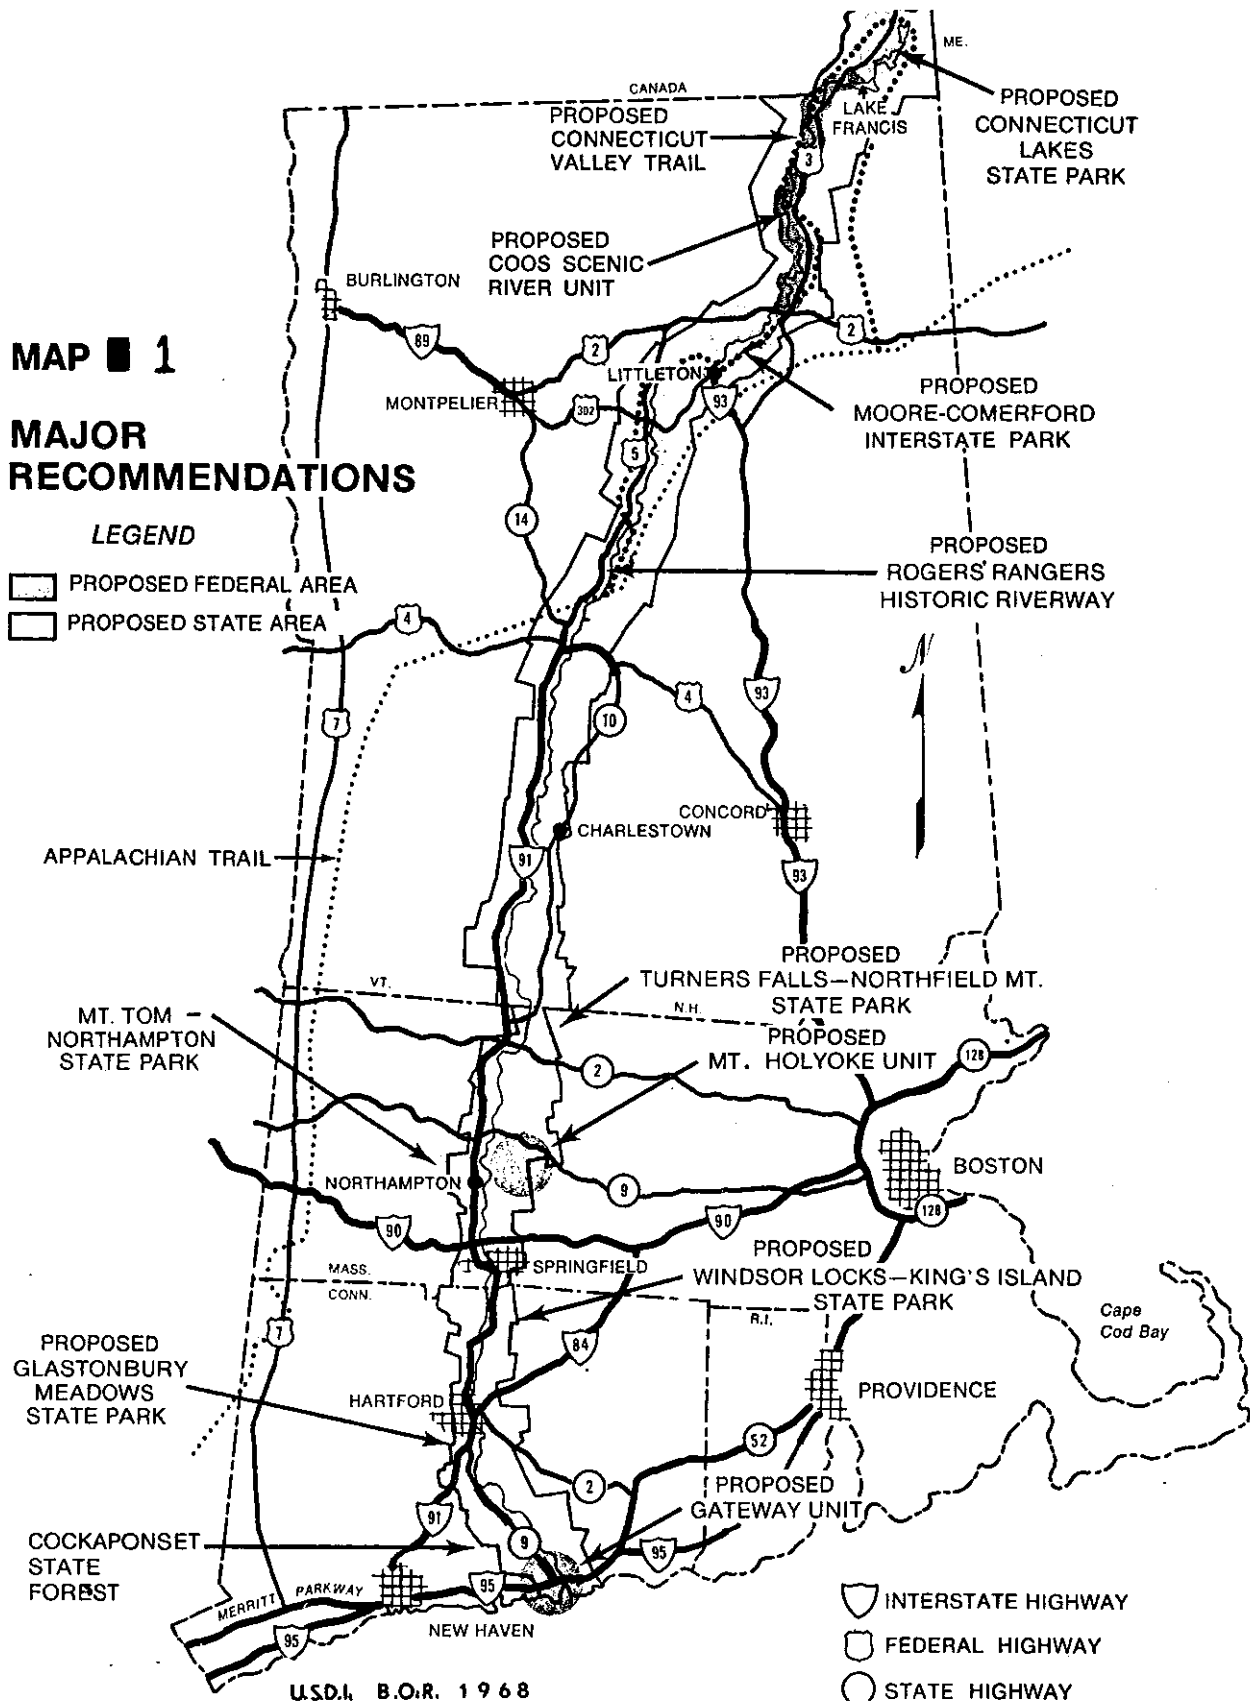 ME.
CANADA
PROPOSED
CONNECTICUT
VALLEY TRAIL
LAKE
FRANCIS
PROPOSED
CONNECTICUT
LAKES
STATE PARK
3
PROPOSED
COOS SCENIC
RIVER UNIT
BURLINGTON
89
2
2
MAP 1
MAJOR
RECOMMENDATIONS
LITTLETON
93
MONTPELIER
302
PROPOSED
MOORE-COMERFORD
INTERSTATE PARK
5
14
LEGEND
PROPOSED FEDERAL AREA
PROPOSED STATE AREA
PROPOSED
ROGERS' RANGERS
HISTORIC RIVERWAY
4
N
4
93
7
10
CONCORD
CHARLESTOWN
APPALACHIAN TRAIL
91
93
PROPOSED
TURNERS FALLS—NORTHFIELD MT.
STATE PARK
VT.
N.H.
MT. TOM —
NORTHAMPTON
STATE PARK
PROPOSED
MT. HOLYOKE UNIT
128
2
BOSTON
NORTHAMPTON
9
128
90
90
PROPOSED
WINDSOR LOCKS—KING'S ISLAND
STATE PARK
SPRINGFIELD
MASS.
CONN.
R.I.
Cape
Cod Bay
7
84
PROPOSED
GLASTONBURY
MEADOWS
STATE PARK
HARTFORD
PROVIDENCE
52
2
PROPOSED
GATEWAY UNIT
91
9
95
COCKAPONSET
STATE
FOREST
MERRITT PARKWAY
95
95
NEW HAVEN
INTERSTATE HIGHWAY
FEDERAL HIGHWAY
STATE HIGHWAY
U.S.D.I. B.O.R. 1968